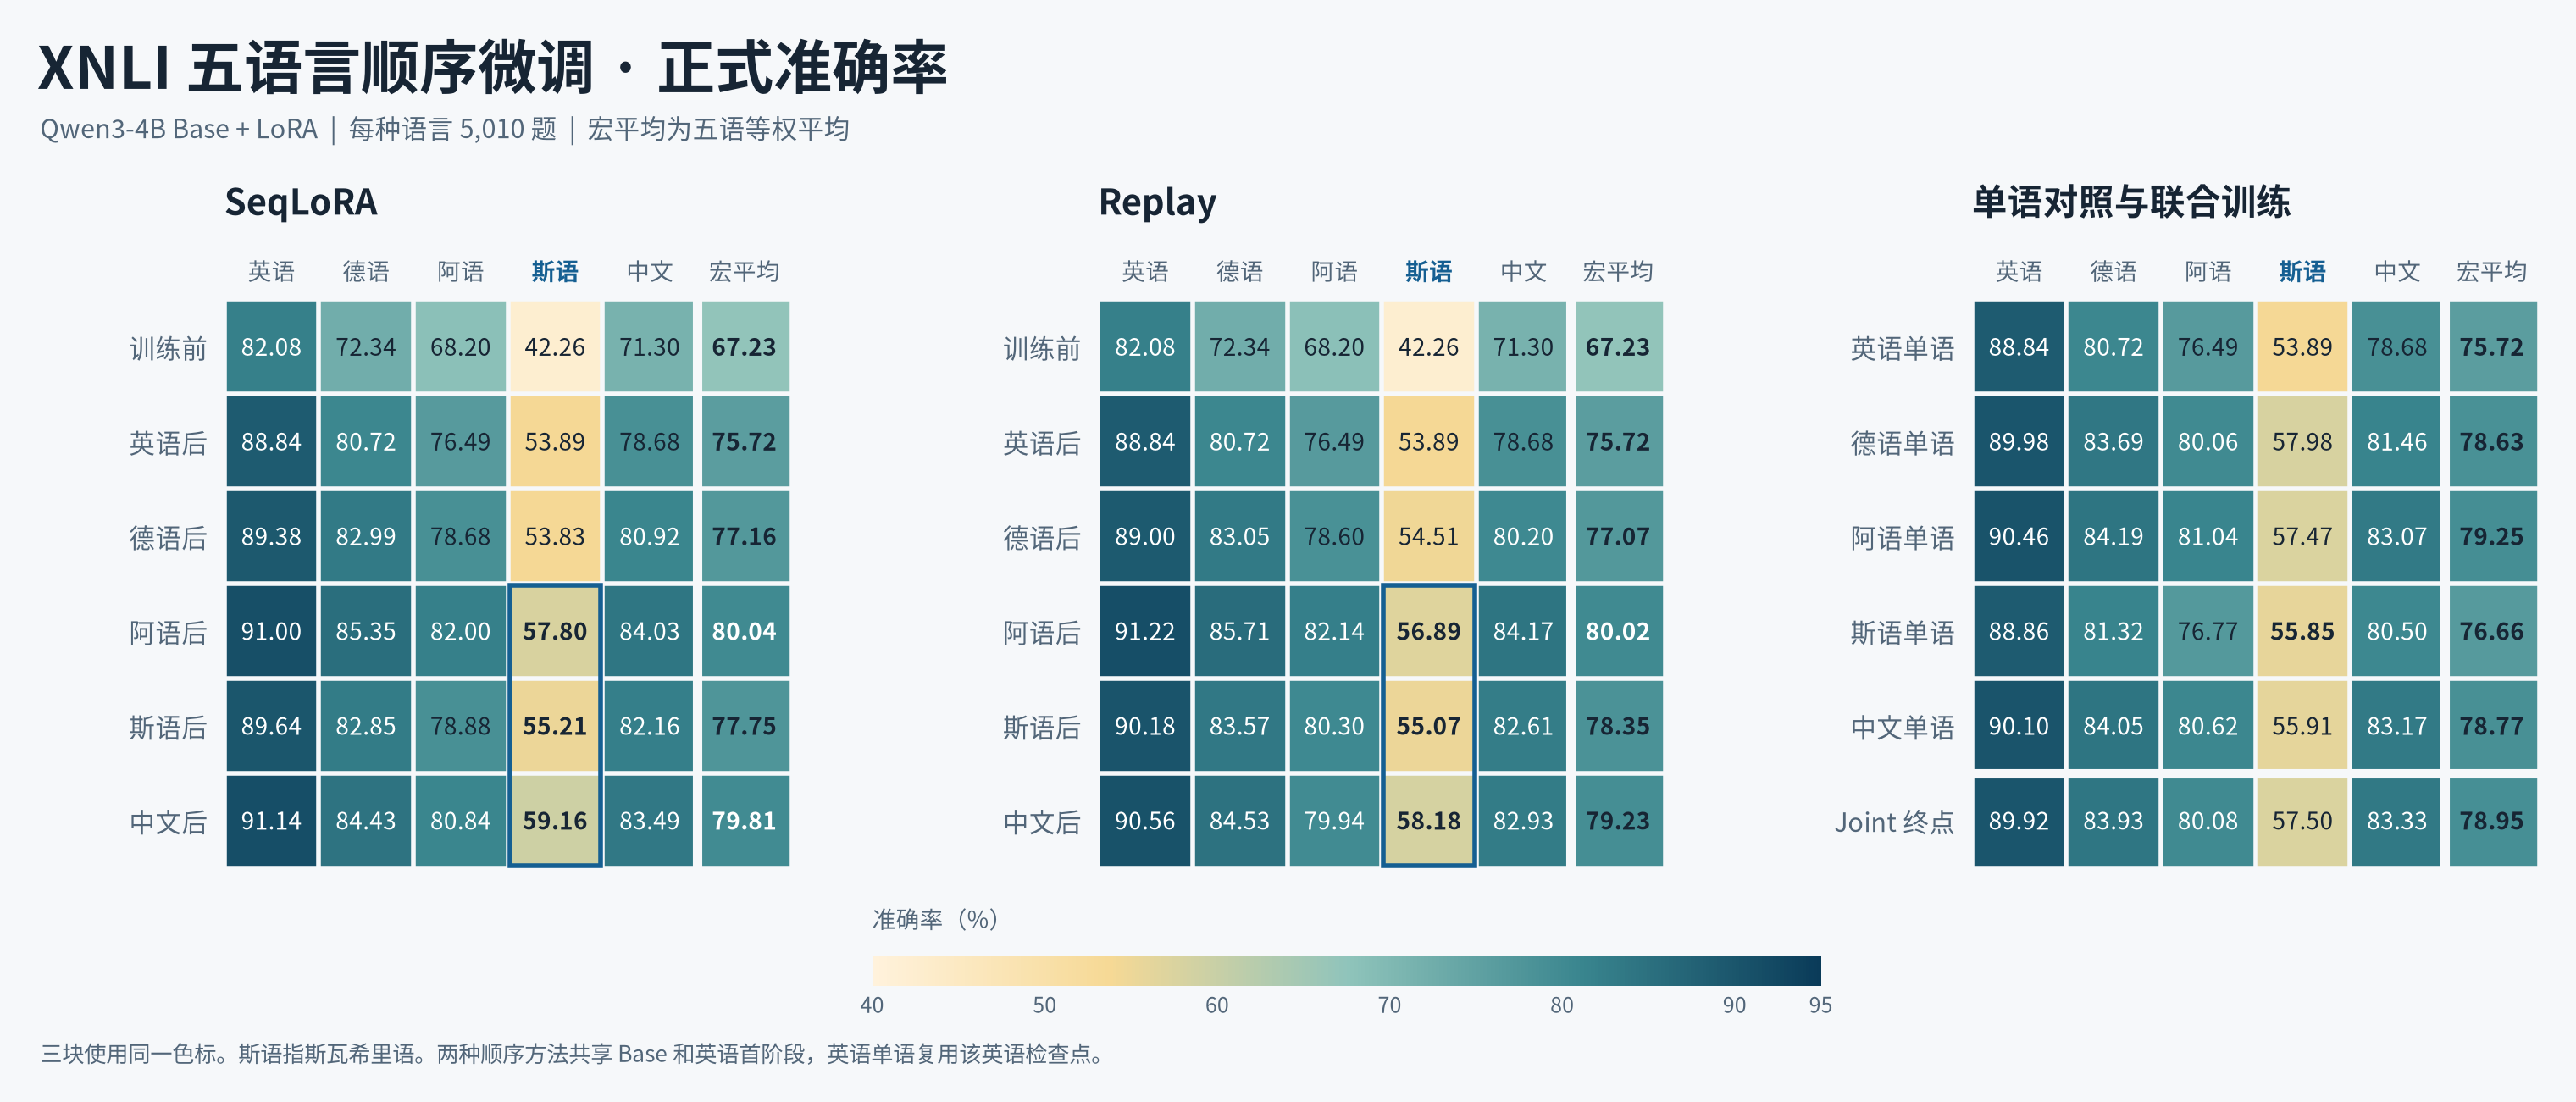 XNLI 五语言顺序微调 · 正式准确率
Qwen3-4B Base + LoRA | 每种语言 5,010 题 | 宏平均为五语等权平均
SeqLoRA
英语 德语 阿语 斯语 中文 宏平均
训练前 82.08 72.34 68.20 42.26 71.30 67.23
英语后 88.84 80.72 76.49 53.89 78.68 75.72
德语后 89.38 82.99 78.68 53.83 80.92 77.16
阿语后 91.00 85.35 82.00 57.80 84.03 80.04
斯语后 89.64 82.85 78.88 55.21 82.16 77.75
中文后 91.14 84.43 80.84 59.16 83.49 79.81
Replay
英语 德语 阿语 斯语 中文 宏平均
训练前 82.08 72.34 68.20 42.26 71.30 67.23
英语后 88.84 80.72 76.49 53.89 78.68 75.72
德语后 89.00 83.05 78.60 54.51 80.20 77.07
阿语后 91.22 85.71 82.14 56.89 84.17 80.02
斯语后 90.18 83.57 80.30 55.07 82.61 78.35
中文后 90.56 84.53 79.94 58.18 82.93 79.23
单语对照与联合训练
英语 德语 阿语 斯语 中文 宏平均
英语单语 88.84 80.72 76.49 53.89 78.68 75.72
德语单语 89.98 83.69 80.06 57.98 81.46 78.63
阿语单语 90.46 84.19 81.04 57.47 83.07 79.25
斯语单语 88.86 81.32 76.77 55.85 80.50 76.66
中文单语 90.10 84.05 80.62 55.91 83.17 78.77
Joint 终点 89.92 83.93 80.08 57.50 83.33 78.95
准确率（%）
40 50 60 70 80 90 95
三块使用同一色标。斯语指斯瓦希里语。两种顺序方法共享 Base 和英语首阶段，英语单语复用该英语检查点。